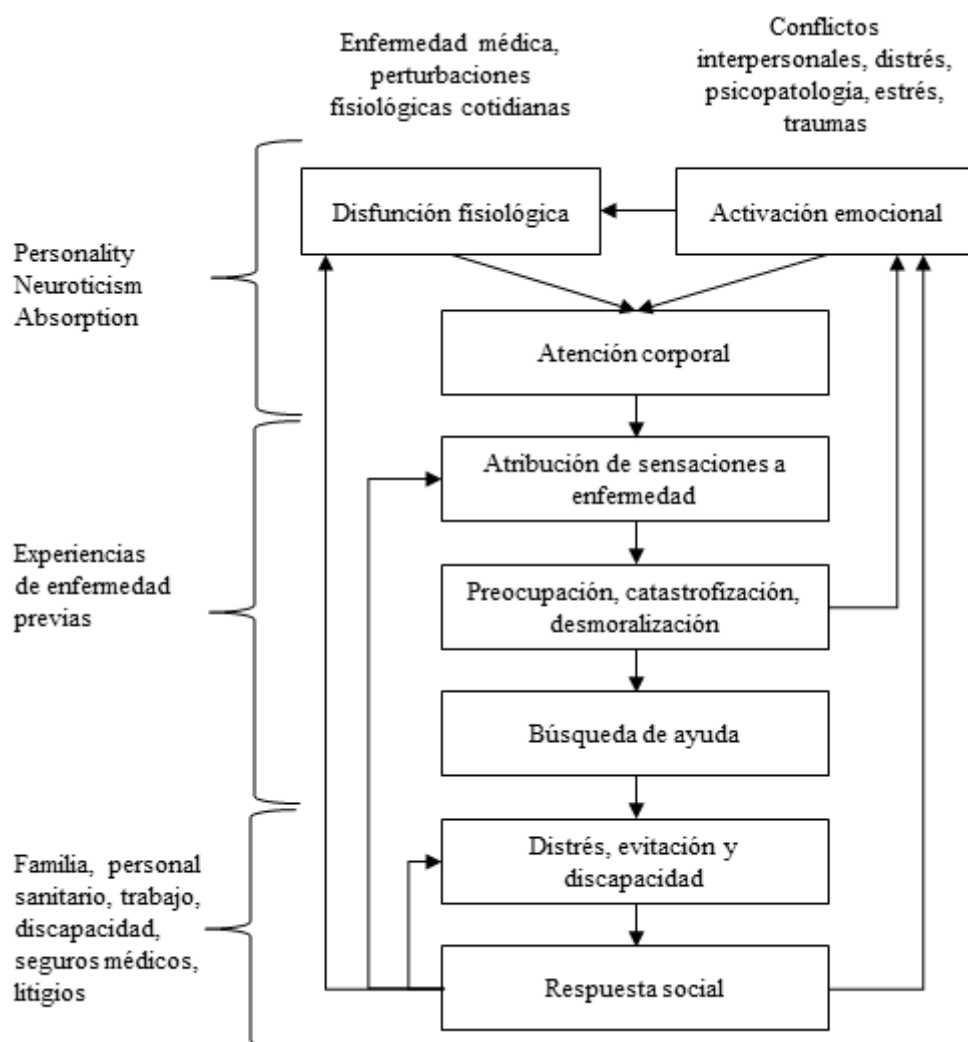 Enfermedad médica,
perturbaciones
fisiológicas cotidianas
Conflictos
interpersonales, distrés,
psicopatología, estrés,
traumas
Disfunción fisiológica
Activación emocional
Personality
Neuroticism
Absorption
Atención corporal
Atribución de sensaciones a
enfermedad
Experiencias
de enfermedad
previas
Preocupación, catastrofización,
desmoralización
Búsqueda de ayuda
Distrés, evitación y
discapacidad
Familia, personal
sanitario, trabajo,
discapacidad,
seguros médicos,
litigios
Respuesta social